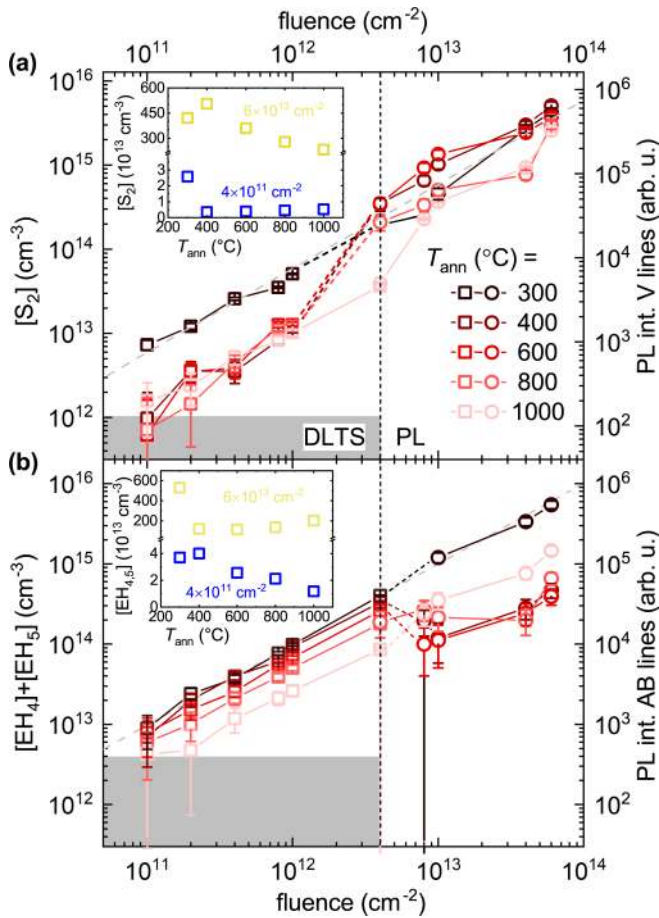 fluence (cm⁻²)
10¹¹ 10¹² 10¹³ 10¹⁴
(a)
10¹⁶
10¹⁵
10¹⁴
10¹³
10¹²
[S₂] (cm⁻³)
10⁶
10⁵
10⁴
10³
10²
PL int. V lines (arb. u.)
600
450
300
3
2
1
0
[S₂] (10¹³ cm⁻³)
6×10¹³ cm⁻²
4×10¹¹ cm⁻²
200 400 600 800 1000
T_ann (°C)
T_ann (°C) =
300
400
600
800
1000
DLTS PL
(b)
10¹⁶
10¹⁵
10¹⁴
10¹³
10¹²
[EH₄]+[EH₅] (cm⁻³)
10⁶
10⁵
10⁴
10³
10²
PL int. AB lines (arb. u.)
600
400
200
4
2
0
[EH₄,₅] (10¹³ cm⁻³)
6×10¹³ cm⁻²
4×10¹¹ cm⁻²
200 400 600 800 1000
T_ann (°C)
10¹¹ 10¹² 10¹³ 10¹⁴
fluence (cm⁻²)